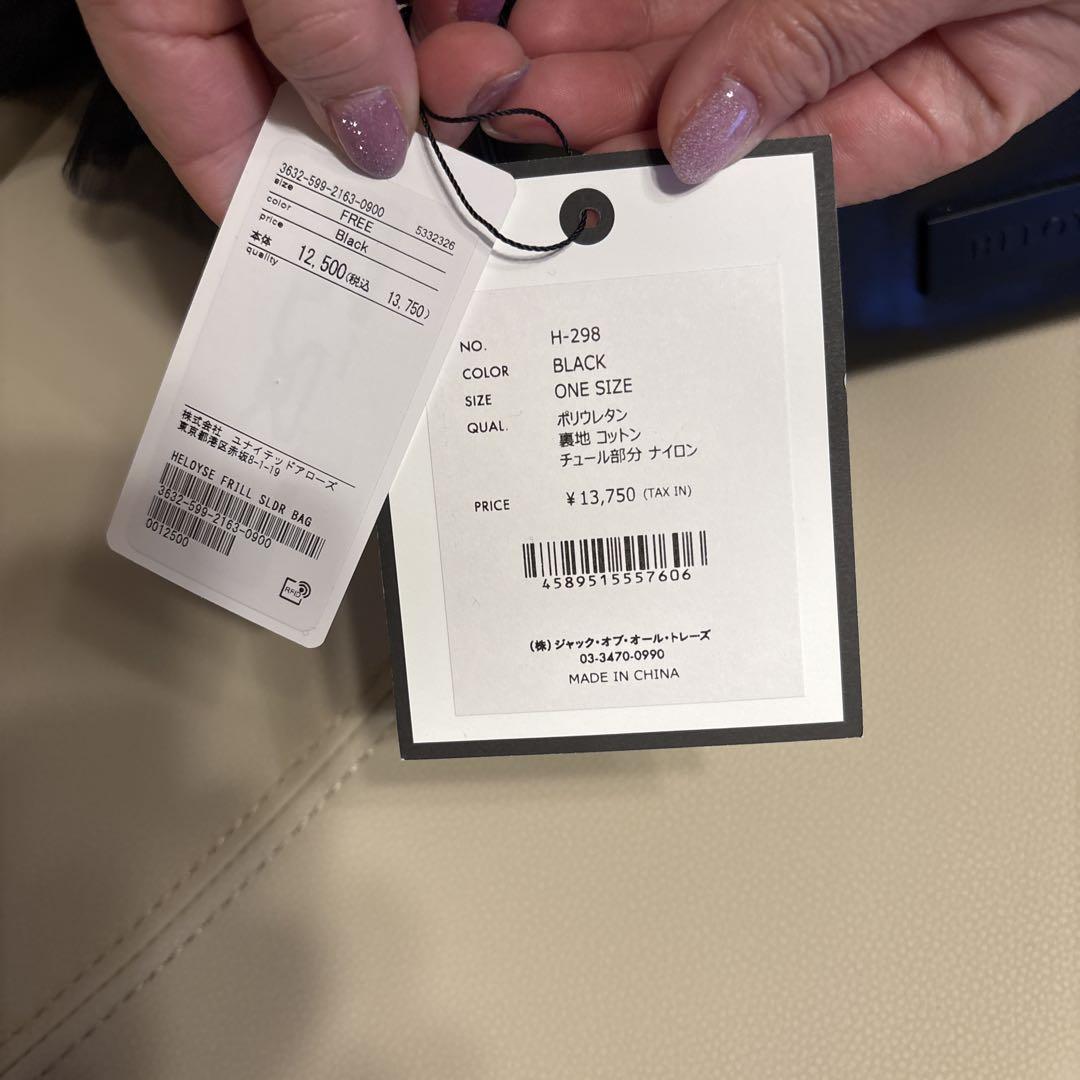 3632-599-2163-0900
size FREE 5332326
color Black
price
本体 12,500(税込 13,750)
quality
株式会社 ユナイテッドアローズ
東京都港区赤坂8-1-19
HELOYSE FRILL SLDR BAG
3632-599-2163-0900
0012500
RFID
NO. H-298
COLOR BLACK
SIZE ONE SIZE
QUAL. ポリウレタン
裏地 コットン
チュール部分 ナイロン
PRICE ¥13,750 (TAX IN)
4589515557606
(株)ジャック・オブ・オール・トレーズ
03-3470-0990
MADE IN CHINA